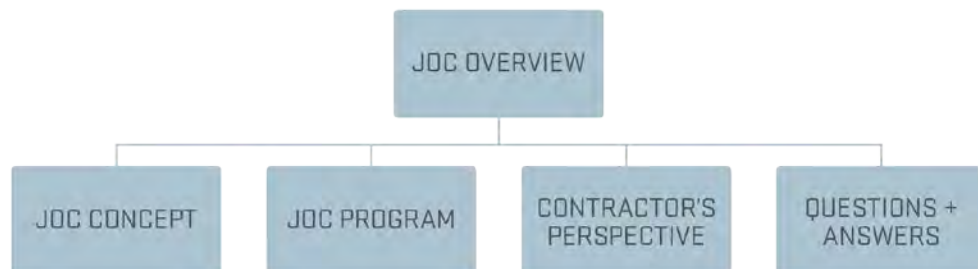 JOC OVERVIEW
JOC CONCEPT
JOC PROGRAM
CONTRACTOR'S
PERSPECTIVE
QUESTIONS +
ANSWERS